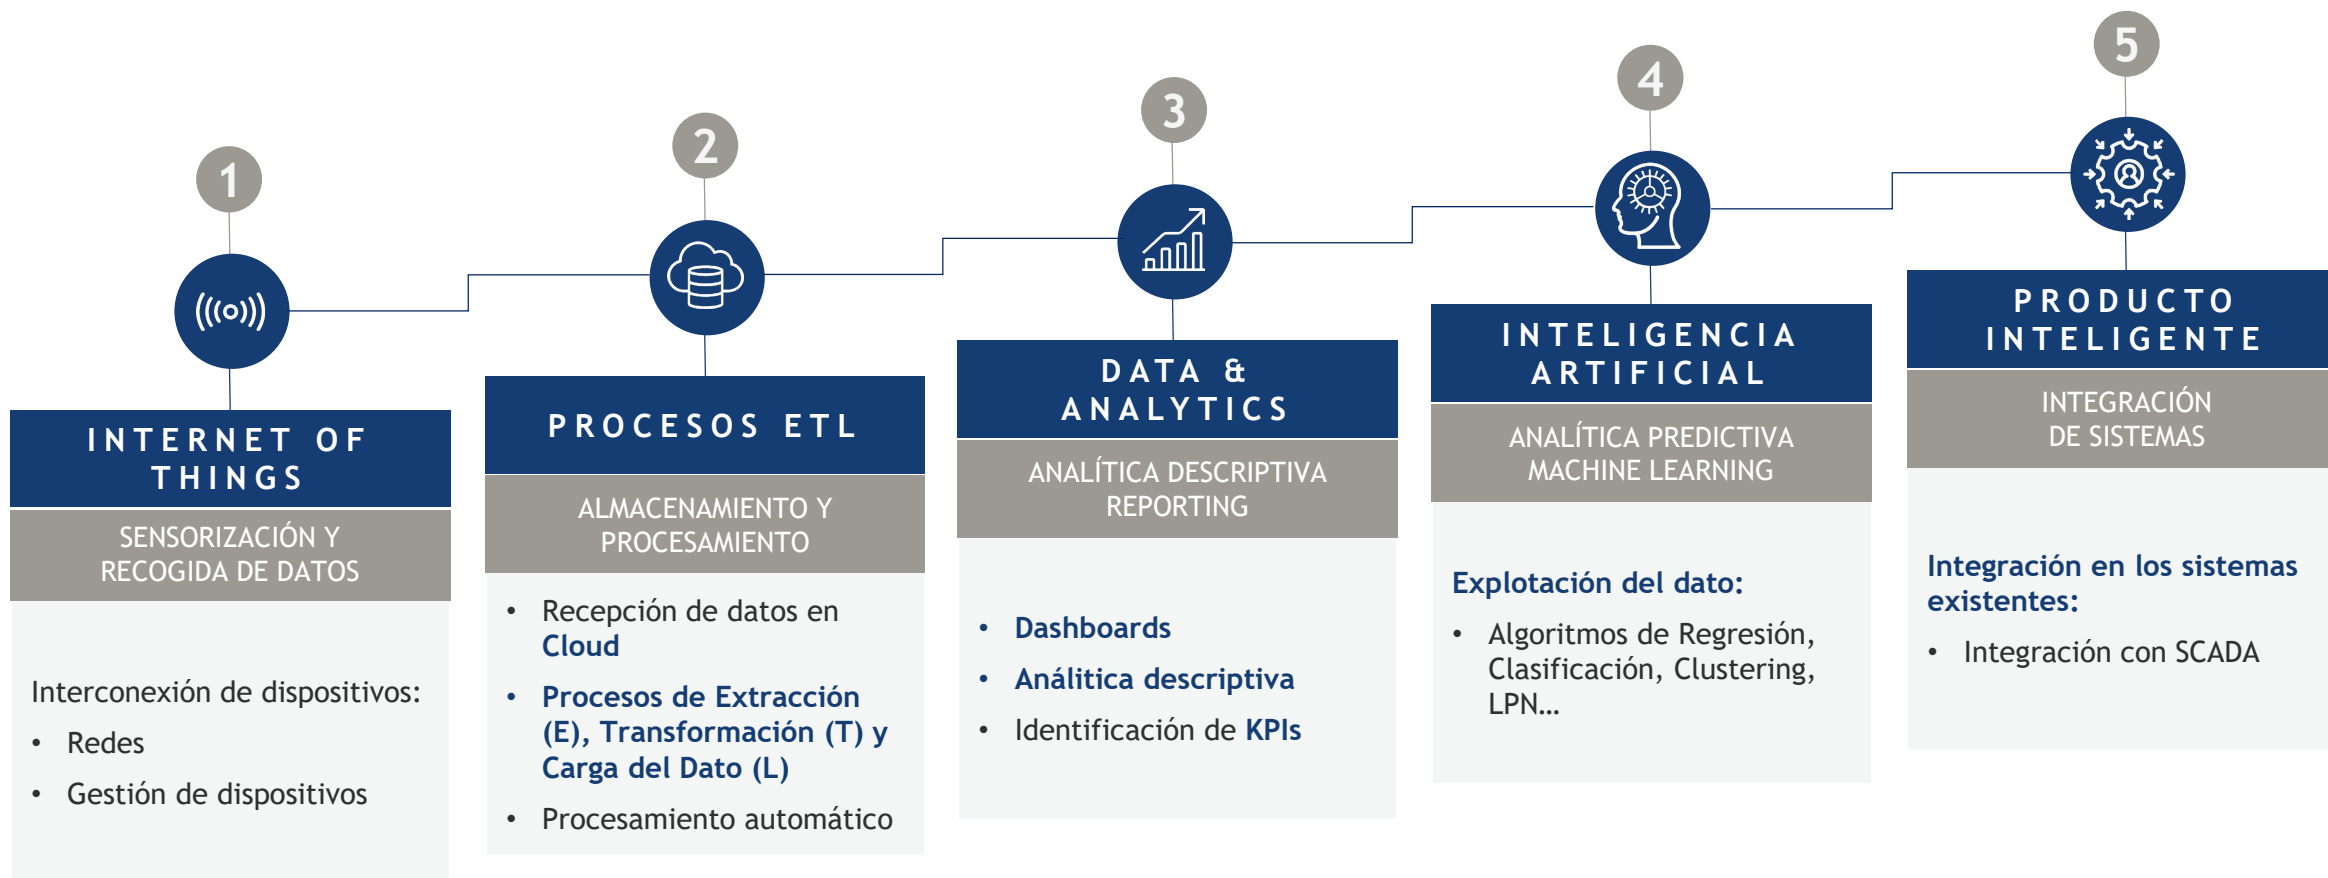 1
INTERNET OF
THINGS
SENSORIZACIÓN Y
RECOGIDA DE DATOS
Interconexión de dispositivos:
• Redes
• Gestión de dispositivos
2
PROCESOS ETL
ALMACENAMIENTO Y
PROCESAMIENTO
• Recepción de datos en
Cloud
• Procesos de Extracción
(E), Transformación (T) y
Carga del Dato (L)
• Procesamiento automático
3
DATA &
ANALYTICS
ANALÍTICA DESCRIPTIVA
REPORTING
• Dashboards
• Análitica descriptiva
• Identificación de KPIs
4
INTELIGENCIA
ARTIFICIAL
ANALÍTICA PREDICTIVA
MACHINE LEARNING
Explotación del dato:
• Algoritmos de Regresión,
Clasificación, Clustering,
LPN…
5
PRODUCTO
INTELIGENTE
INTEGRACIÓN
DE SISTEMAS
Integración en los sistemas
existentes:
• Integración con SCADA